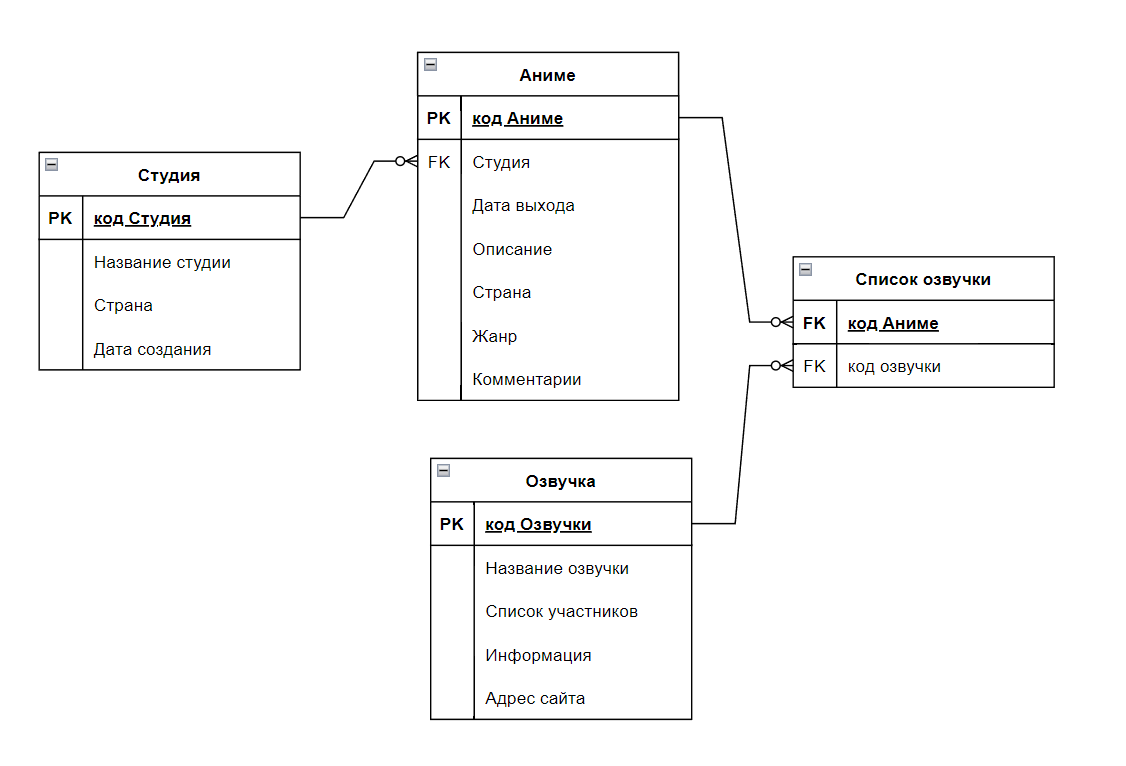 Аниме
PK код Аниме
FK Студия
Дата выхода
Описание
Страна
Жанр
Комментарии
Студия
PK код Студия
Название студии
Страна
Дата создания
Список озвучки
FK код Аниме
FK код озвучки
Озвучка
PK код Озвучки
Название озвучки
Список участников
Информация
Адрес сайта